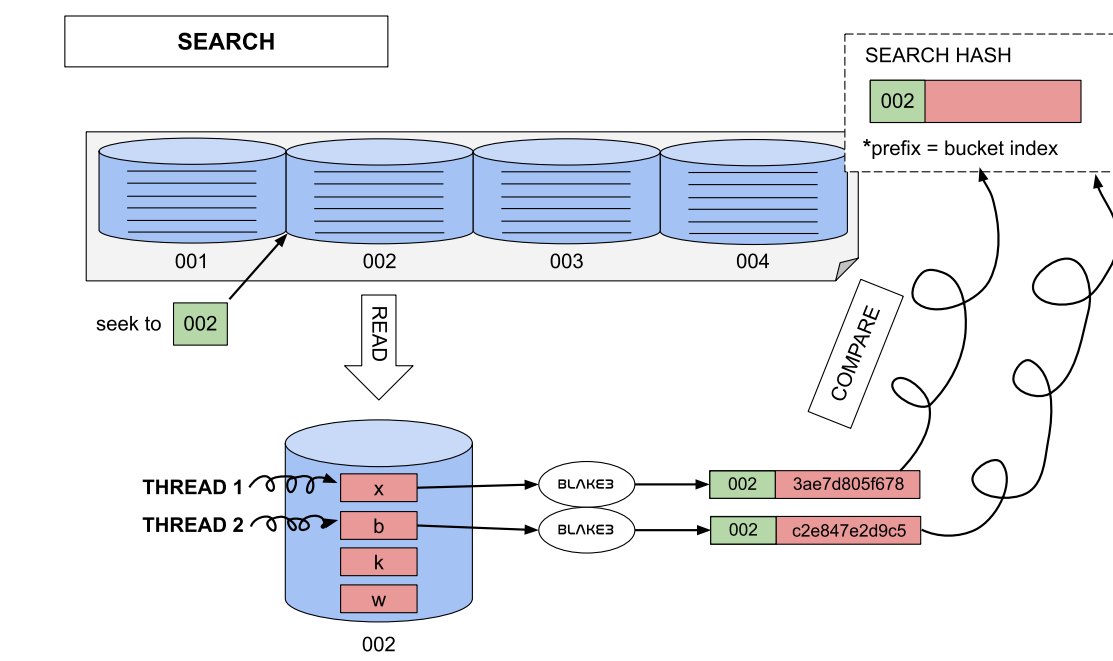 SEARCH
SEARCH HASH
002
*prefix = bucket index
001
002
003
004
seek to 002
READ
COMPARE
THREAD 1
x
BLAKE3
002 3ae7d805f678
THREAD 2
b
BLAKE3
002 c2e847e2d9c5
k
w
002